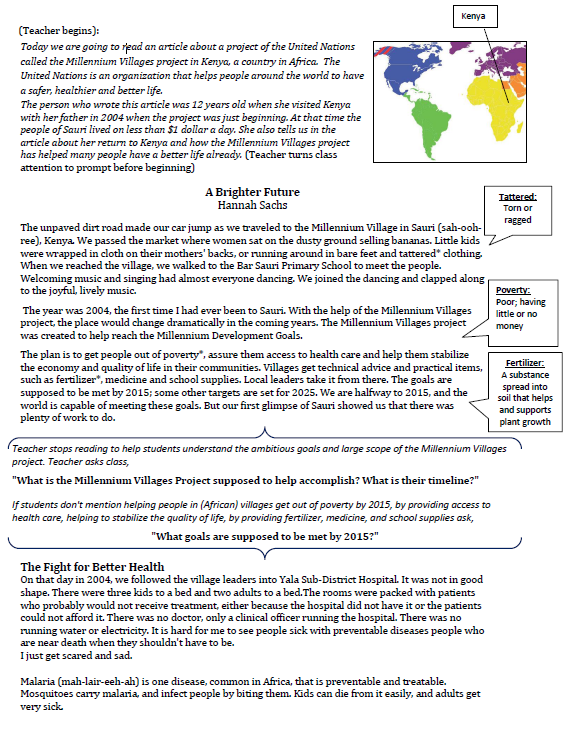 Kenya
(Teacher begins):
Today we are going to read an article about a project of the United Nations
called the Millennium Villages project in Kenya, a country in Africa.  The
United Nations is an organization that helps people around the world to have
a safer, healthier and better life.
The person who wrote this article was 12 years old when she visited Kenya
with her father in 2004 when the project was just beginning. At that time the
people of Sauri lived on less than $1 dollar a day. She also tells us in the
article about her return to Kenya and how the Millennium Villages project
has helped many people have a better life already. (Teacher turns class
attention to prompt before beginning)
A Brighter Future
Hannah Sachs
Tattered:
Torn or
ragged
The unpaved dirt road made our car jump as we traveled to the Millennium Village in Sauri (sah-ooh-
ree), Kenya. We passed the market where women sat on the dusty ground selling bananas. Little kids
were wrapped in cloth on their mothers' backs, or running around in bare feet and tattered* clothing.
When we reached the village, we walked to the Bar Sauri Primary School to meet the people.
Welcoming music and singing had almost everyone dancing. We joined the dancing and clapped along
to the joyful, lively music.
Poverty:
Poor; having
little or no
money
The year was 2004, the first time I had ever been to Sauri. With the help of the Millennium Villages
project, the place would change dramatically in the coming years. The Millennium Villages project
was created to help reach the Millennium Development Goals.
Fertilizer:
A substance
spread into
soil that helps
and supports
plant growth
The plan is to get people out of poverty*, assure them access to health care and help them stabilize
the economy and quality of life in their communities. Villages get technical advice and practical items,
such as fertilizer*, medicine and school supplies. Local leaders take it from there. The goals are
supposed to be met by 2015; some other targets are set for 2025. We are halfway to 2015, and the
world is capable of meeting these goals. But our first glimpse of Sauri showed us that there was
plenty of work to do.
Teacher stops reading to help students understand the ambitious goals and large scope of the Millennium Villages
project. Teacher asks class,
"What is the Millennium Villages Project supposed to help accomplish? What is their timeline?"
If students don't mention helping people in (African) villages get out of poverty by 2015, by providing access to
health care, helping to stabilize the quality of life, by providing fertilizer, medicine, and school supplies ask,
"What goals are supposed to be met by 2015?"
The Fight for Better Health
On that day in 2004, we followed the village leaders into Yala Sub-District Hospital. It was not in good
shape. There were three kids to a bed and two adults to a bed.The rooms were packed with patients
who probably would not receive treatment, either because the hospital did not have it or the patients
could not afford it. There was no doctor, only a clinical officer running the hospital. There was no
running water or electricity. It is hard for me to see people sick with preventable diseases people who
are near death when they shouldn't have to be.
I just get scared and sad.
Malaria (mah-lair-eeh-ah) is one disease, common in Africa, that is preventable and treatable.
Mosquitoes carry malaria, and infect people by biting them. Kids can die from it easily, and adults get
very sick.